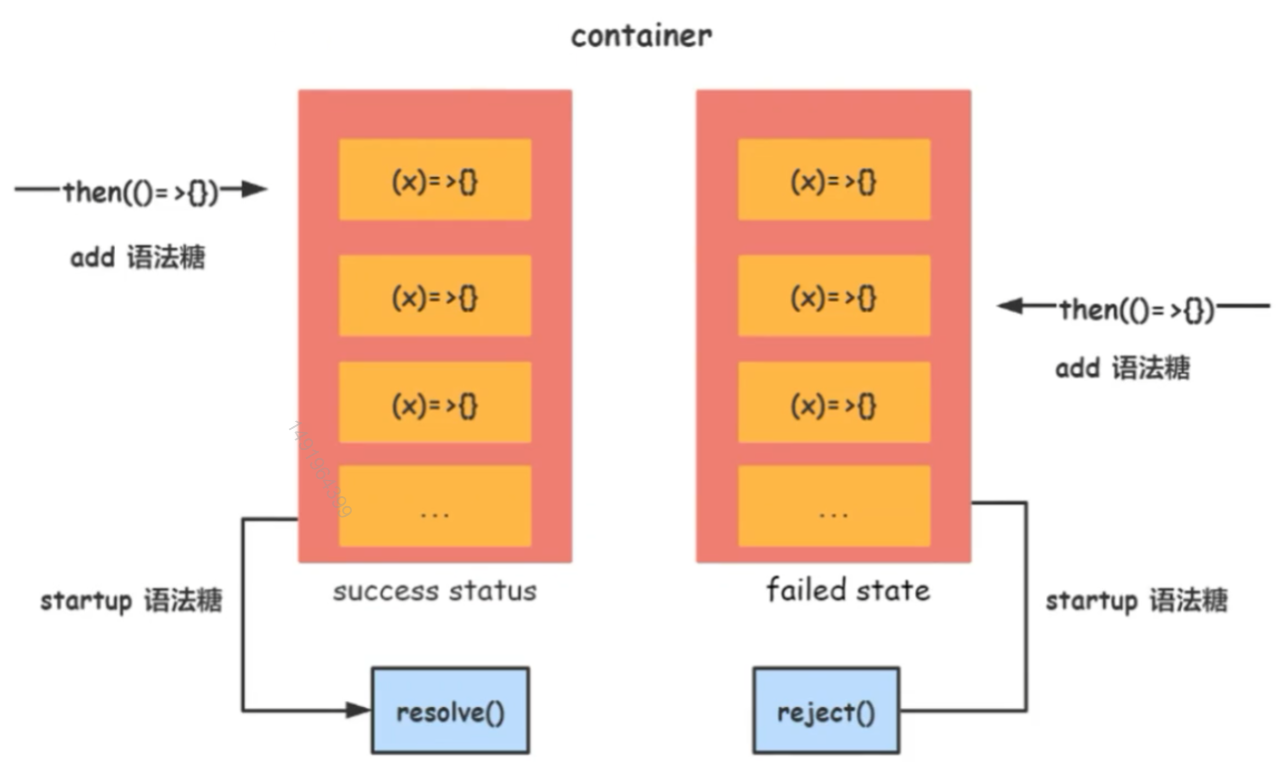 container
then(()=>{})
add 语法糖
(x)=>{}
(x)=>{}
(x)=>{}
...
success status
startup 语法糖
resolve()
(x)=>{}
(x)=>{}
(x)=>{}
...
failed state
then(()=>{})
add 语法糖
startup 语法糖
reject()